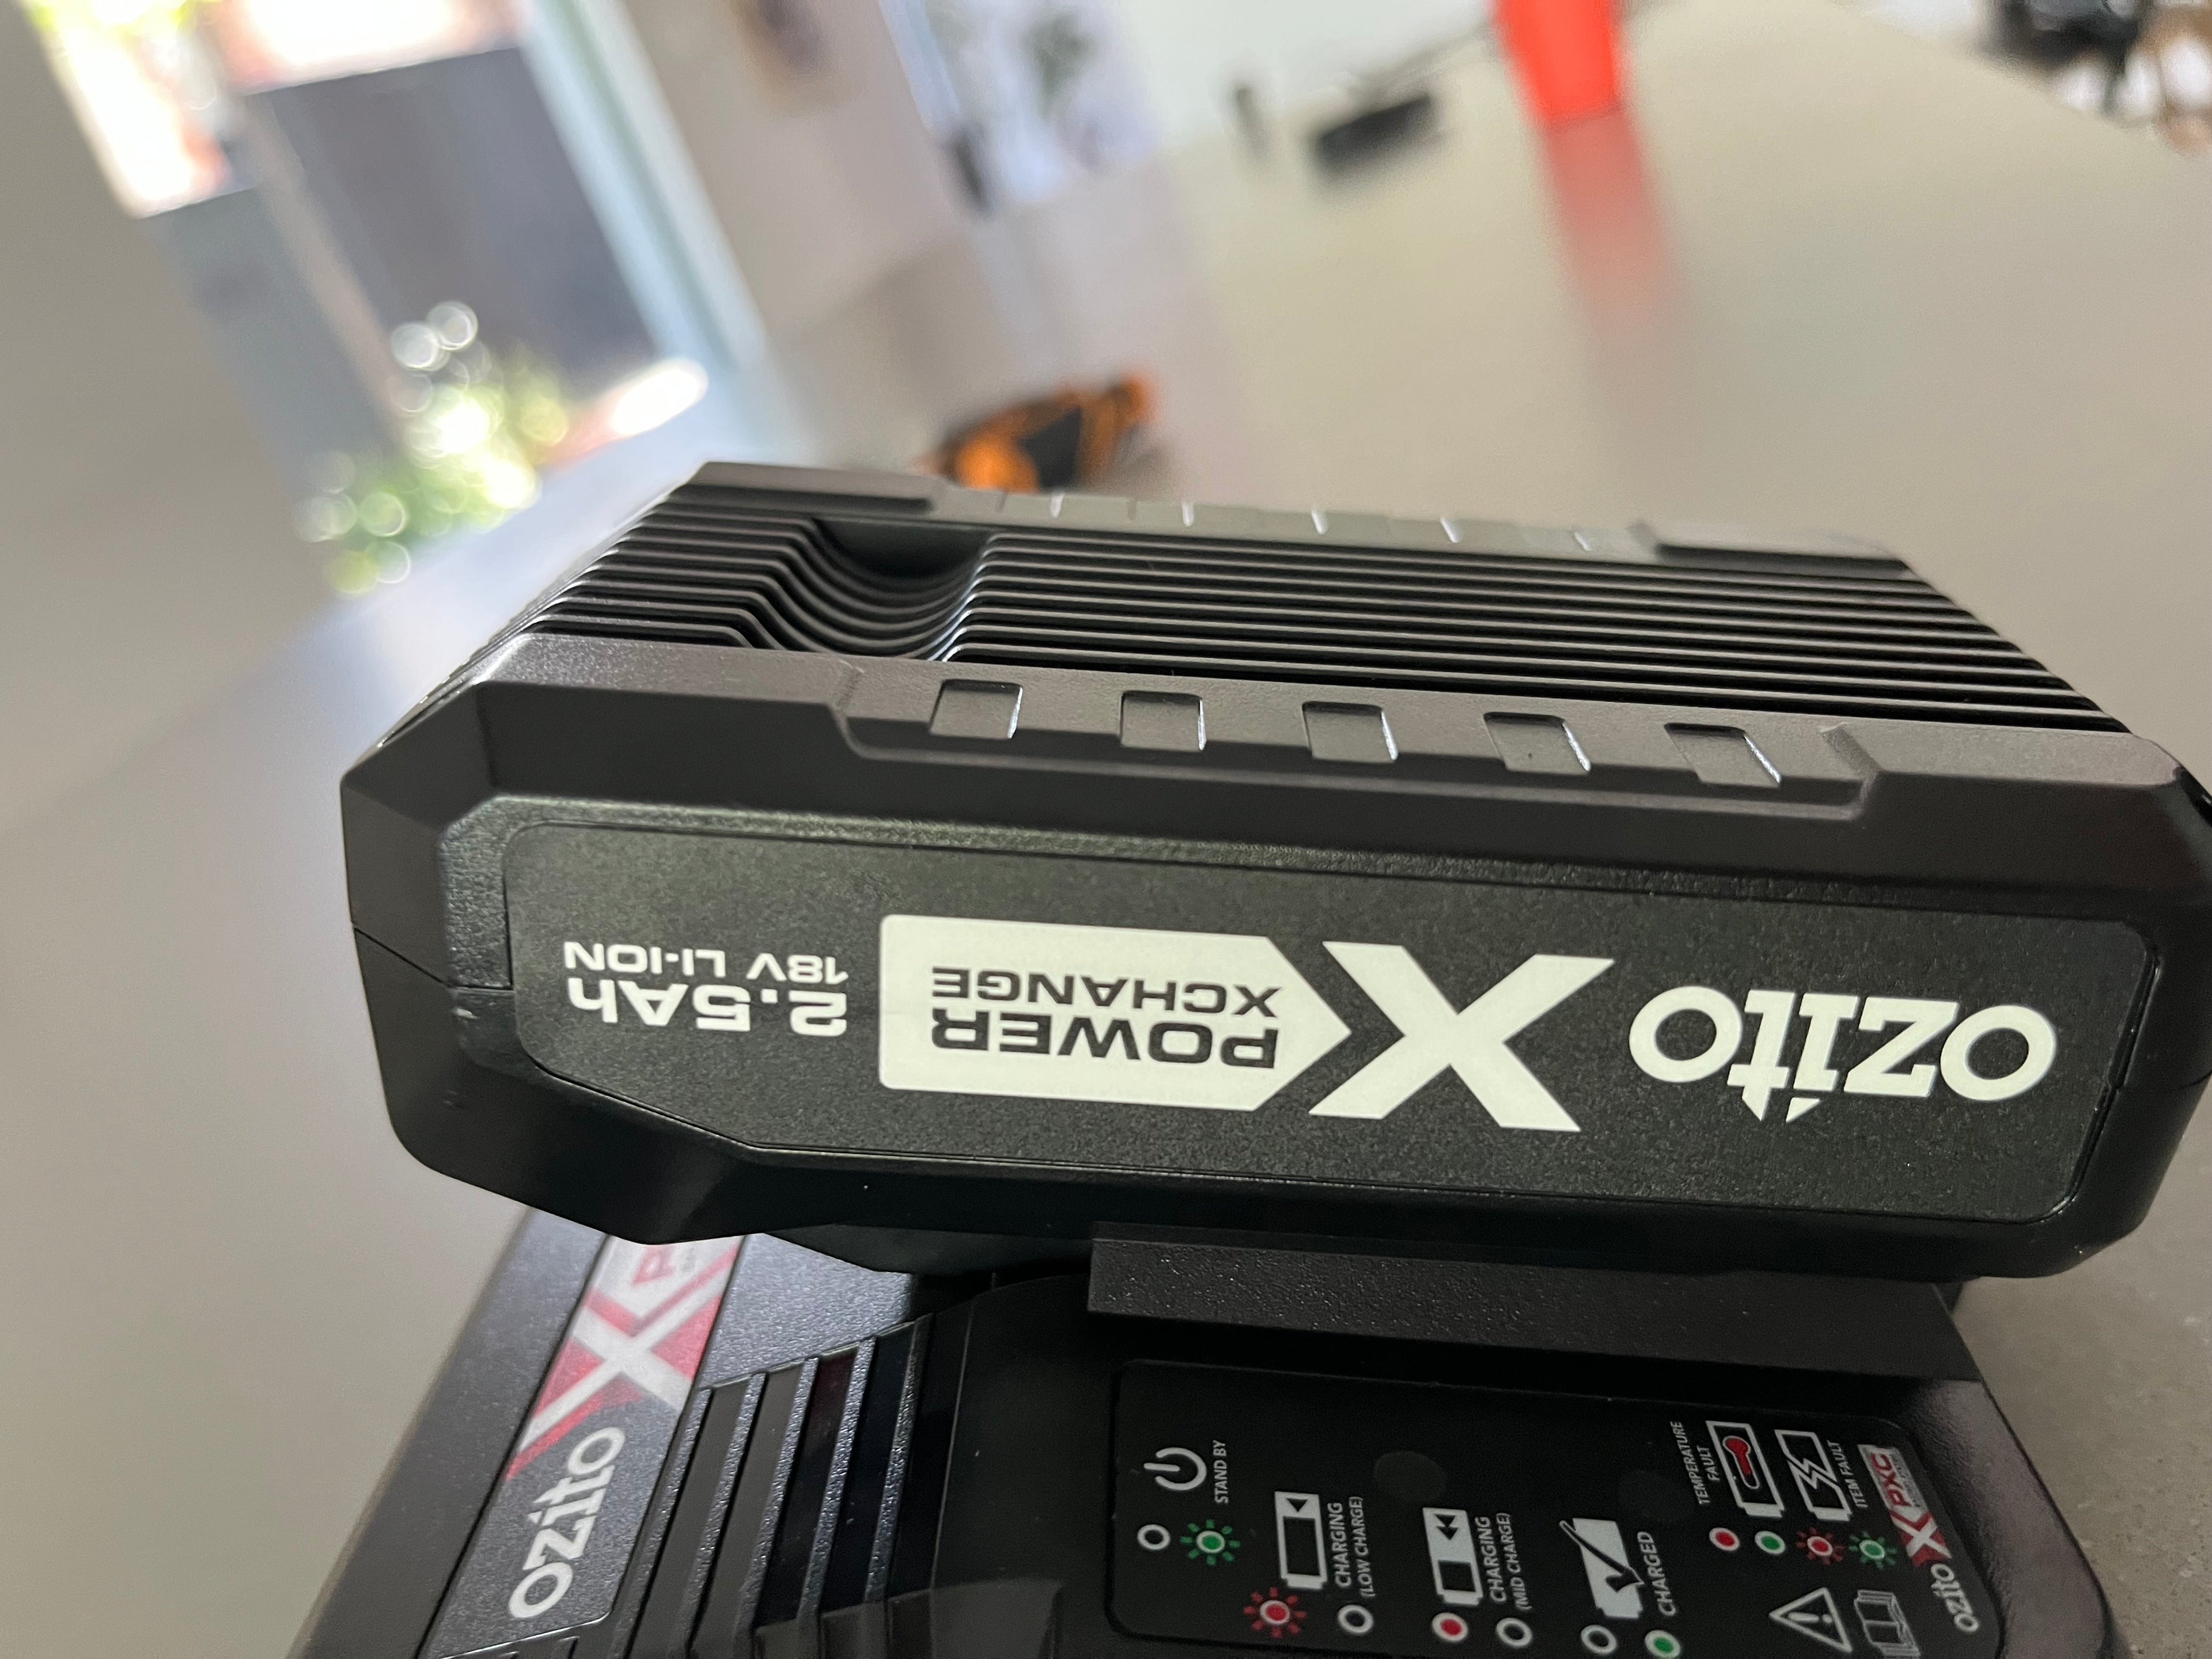 ozito
X
POWER
XCHANGE
2.5Ah
18V LI-ION
ozito
X
STAND BY
CHARGING
(LOW CHARGE)
CHARGING
(MID CHARGE)
CHARGED
TEMPERATURE
FAULT
ITEM FAULT
ozito
X PXC